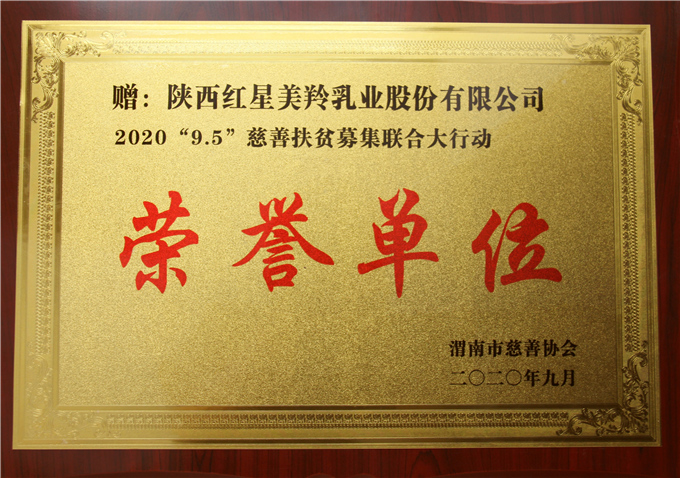 赠：陕西红星美羚乳业股份有限公司
2020“9.5”慈善扶贫募集联合大行动
荣誉单位
渭南市慈善协会
二〇二〇年九月